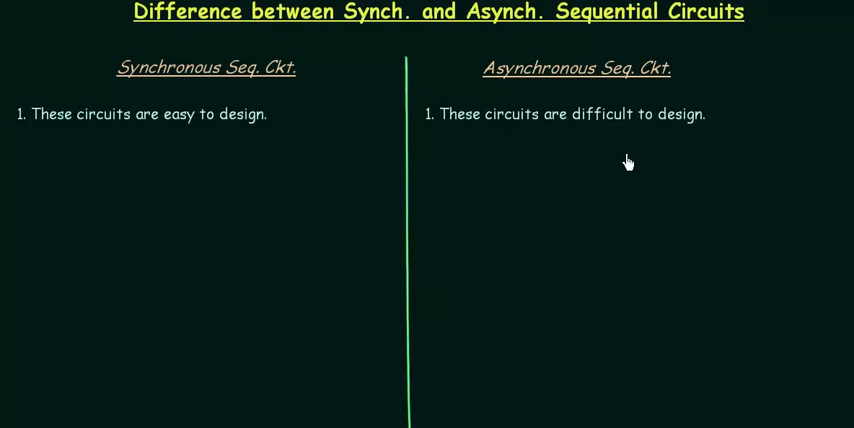 Difference between Synch. and Asynch. Sequential Circuits
Synchronous Seq. Ckt.
1. These circuits are easy to design.
Asynchronous Seq. Ckt.
1. These circuits are difficult to design.